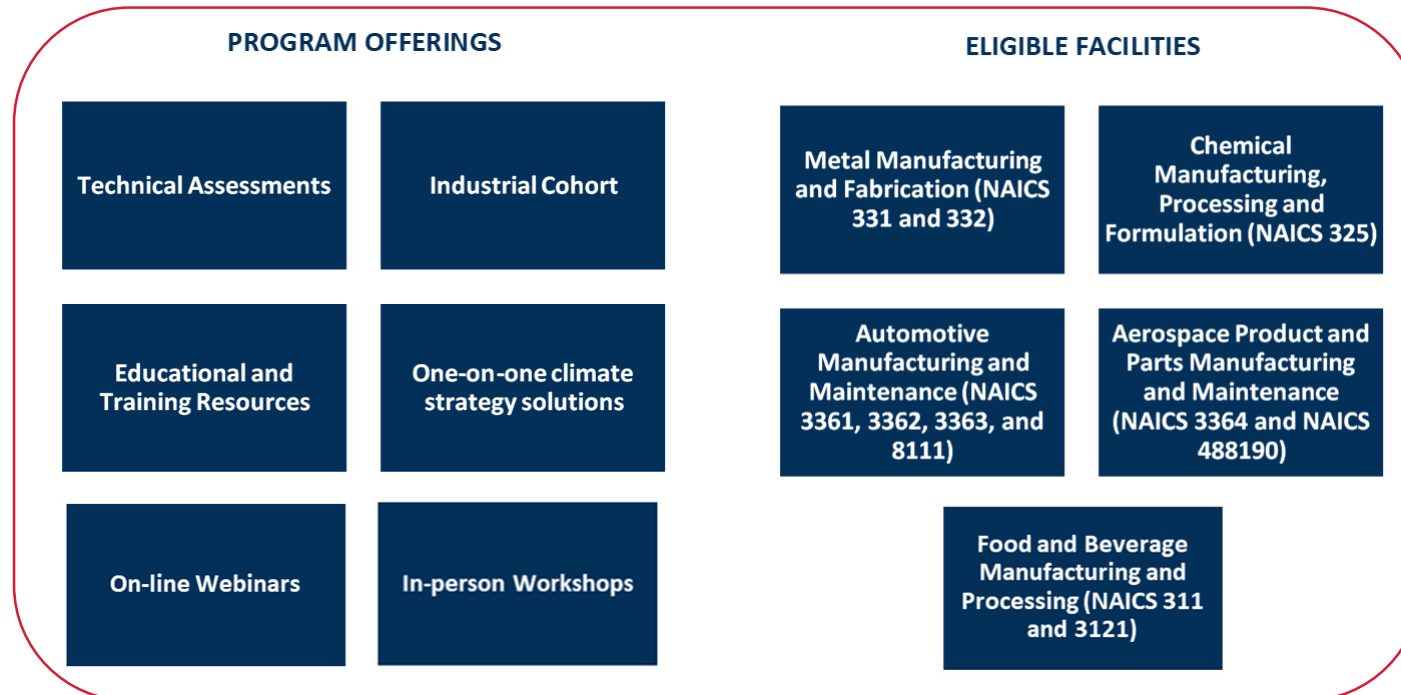 PROGRAM OFFERINGS
Technical Assessments
Industrial Cohort
Educational and
Training Resources
One-on-one climate
strategy solutions
On-line Webinars
In-person Workshops
ELIGIBLE FACILITIES
Metal Manufacturing
and Fabrication (NAICS
331 and 332)
Chemical
Manufacturing,
Processing and
Formulation (NAICS 325)
Automotive
Manufacturing and
Maintenance (NAICS
3361, 3362, 3363, and
8111)
Aerospace Product and
Parts Manufacturing
and Maintenance
(NAICS 3364 and NAICS
488190)
Food and Beverage
Manufacturing and
Processing (NAICS 311
and 3121)